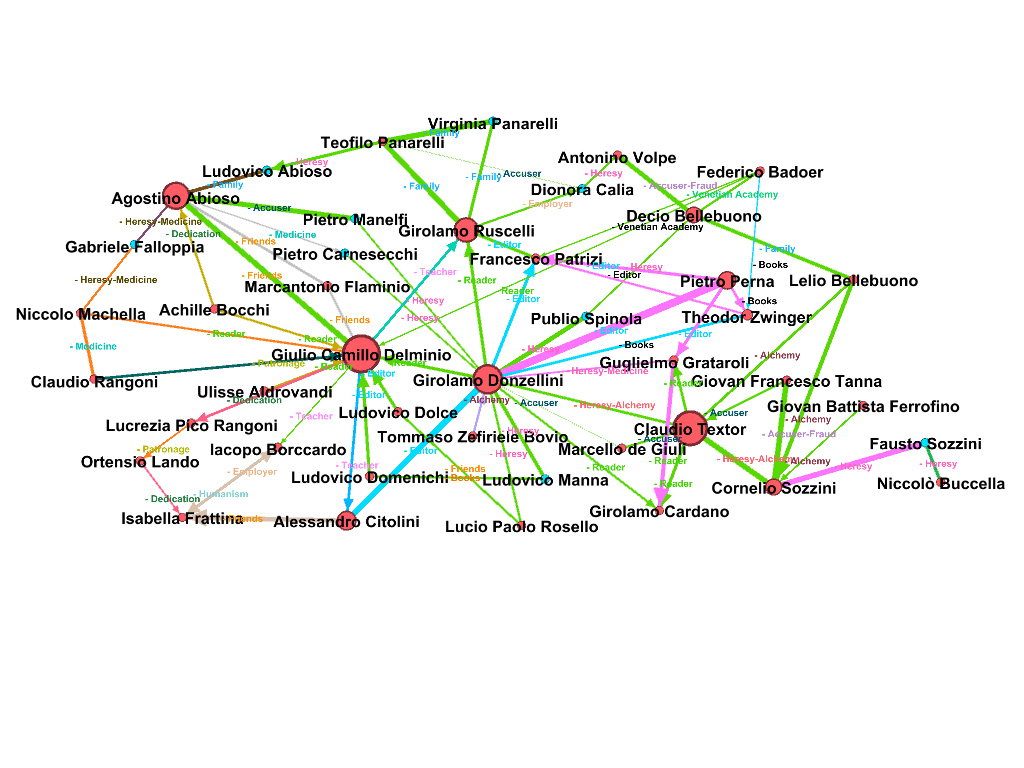 Virginia Panarelli
- Family
Teofilo Panarelli
Antonino Volpe
- Heresy
Ludovico Abioso
- Accuser
- Heresy
Federico Badoer
- Family
- Family
- Family
Dionora Calia
- Accuser-Fraud
- Venetian Academy
Agostino Abioso
- Employer
- Accuser
Pietro Manelfi
Decio Bellebuono
- Heresy-Medicine
- Dedication
- Medicine
Girolamo Ruscelli
- Venetian Academy
Gabriele Falloppia
- Friends
- Editor
- Family
Pietro Carnesecchi
Francesco Patrizi
- Editor
- Heresy
- Books
- Heresy-Medicine
- Friends
- Teacher
- Editor
- Reader
Pietro Perna
Lelio Bellebuono
Marcantonio Flaminio
Reader
- Editor
- Heresy
- Books
Niccolo Machella
Achille Bocchi
- Friends
- Heresy
Publio Spinola
Theodor Zwinger
- Reader
- Reader
- Editor
- Editor
- Medicine
- Heresy
- Books
Giulio Camillo Delminio
- Alchemy
- Patronage
- Reader
- Reader
Guglielmo Grataroli
- Editor
- Heresy-Medicine
Claudio Rangoni
Girolamo Donzellini
- Reader
Giovan Francesco Tanna
Ulisse Aldrovandi
- Dedication
- Editor
- Alchemy
- Accuser
- Heresy-Alchemy
Giovan Battista Ferrofino
Ludovico Dolce
- Teacher
- Accuser
- Alchemy
Lucrezia Pico Rangoni
- Heresy
Claudio Textor
- Accuser-Fraud
Tommaso Zefiriele Bovio
- Accuser
Iacopo Borccardo
- Patronage
- Editor
- Heresy
Marcello de Giuli
Fausto Sozzini
Ortensio Lando
- Teacher
- Reader
- Reader
- Heresy-Alchemy
- Alchemy
- Heresy
- Heresy
- Employer
Ludovico Domenichi
- Friends
- Books
Ludovico Manna
- Reader
Cornelio Sozzini
Niccolò Buccella
- Dedication
- Humanism
Isabella Frattina
Alessandro Citolini
Lucio Paolo Rosello
Girolamo Cardano